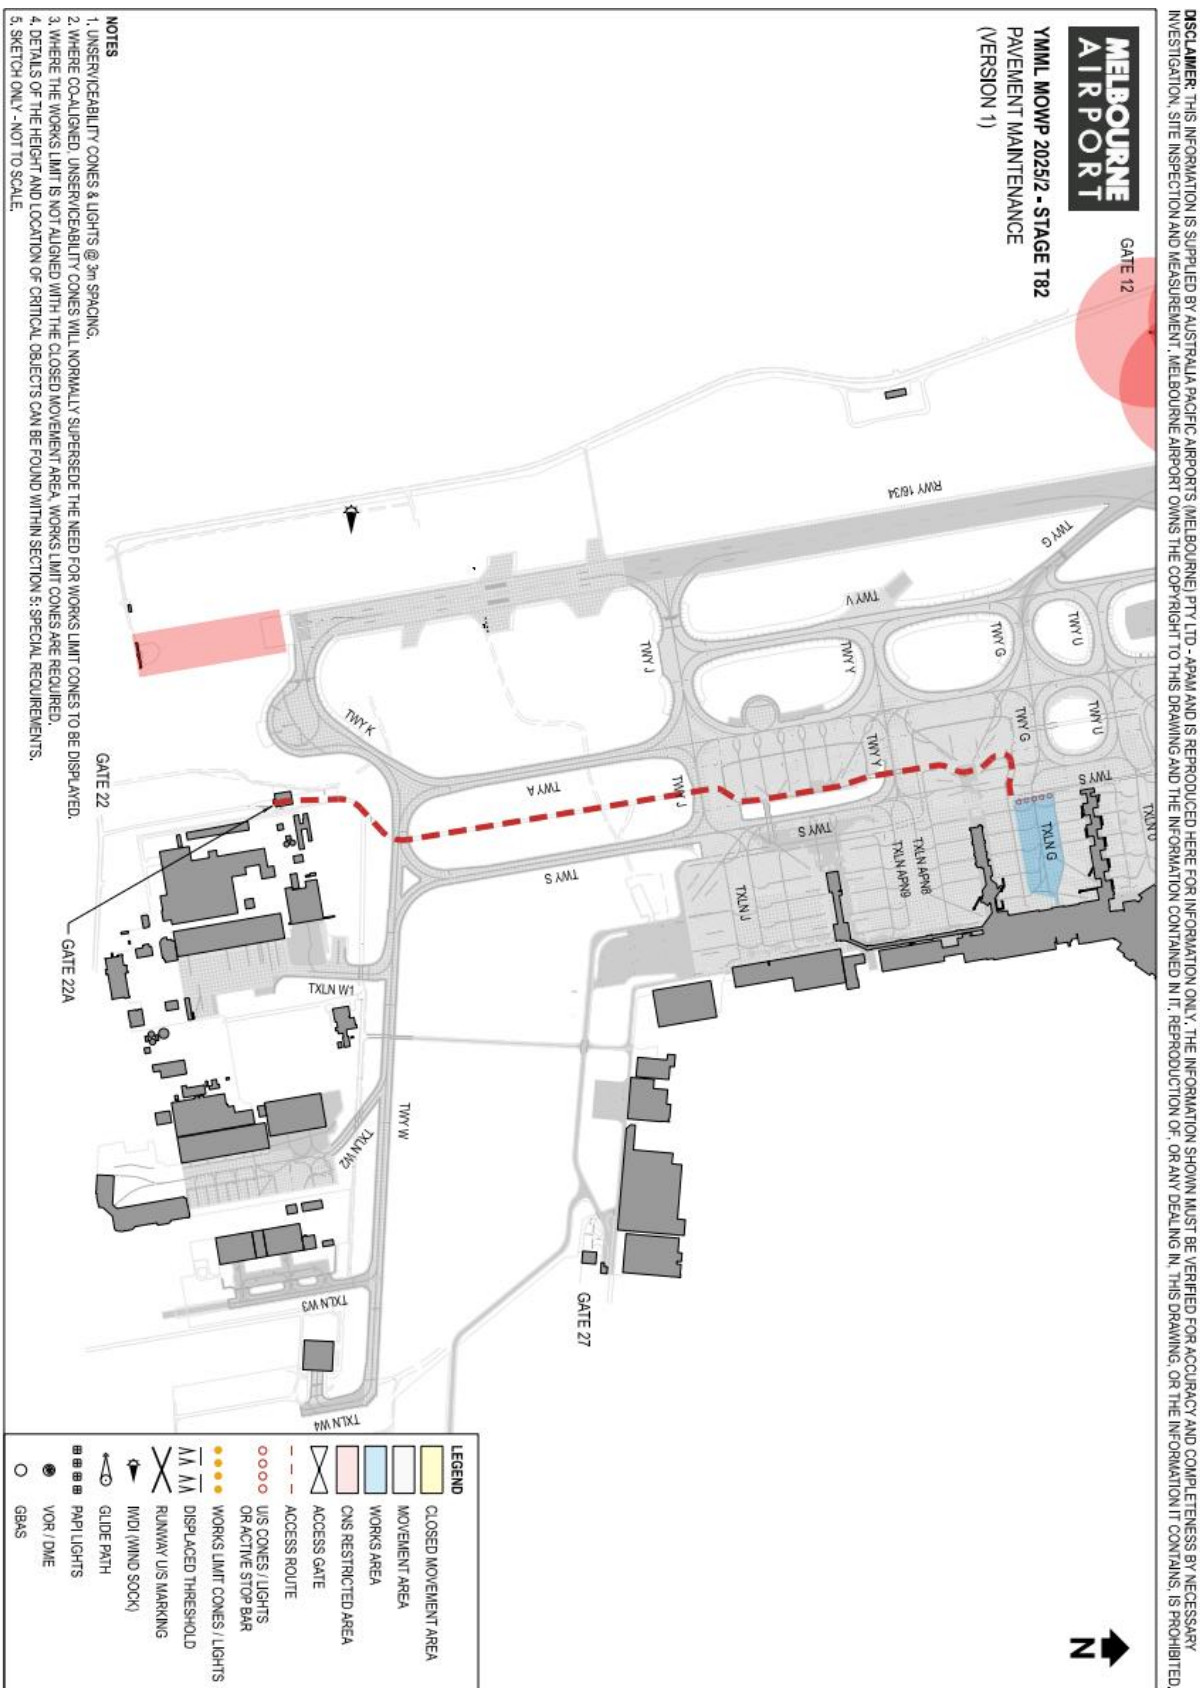 DISCLAIMER: THIS INFORMATION IS SUPPLIED BY AUSTRALIA PACIFIC AIRPORTS (MELBOURNE) PTY LTD - APAM AND IS REPRODUCED HERE FOR INFORMATION ONLY. THE INFORMATION SHOWN MUST BE VERIFIED FOR ACCURACY AND COMPLETENESS BY NECESSARY
INVESTIGATION, SITE INSPECTION AND MEASUREMENT. MELBOURNE AIRPORT OWNS THE COPYRIGHT TO THIS DRAWING AND THE INFORMATION CONTAINED IN IT. REPRODUCTION OF, OR ANY DEALING IN, THIS DRAWING, OR THE INFORMATION IT CONTAINS, IS PROHIBITED.
MELBOURNE
AIRPORT
YMML MOWP 2025/2 - STAGE T82
PAVEMENT MAINTENANCE
(VERSION 1)
GATE 12
RWY 16/34
TWY G
TWY V
TWY U
TWY G
TWY Y
TWY J
TWY U
TWY G
TWY S
TWY Y
TWY K
TWY A
TWY J
TWY S
TWY S
TXLN U
TXLN G
TXLN APN8
TXLN APN9
TXLN J
GATE 22
GATE 22A
TXLN W1
TWY W
TXLN W2
TXLN W3
TXLN W4
GATE 27
N
NOTES
1. UNSERVICEABILITY CONES & LIGHTS @ 3m SPACING.
2. WHERE CO-ALIGNED, UNSERVICEABILITY CONES WILL NORMALLY SUPERSEDE THE NEED FOR WORKS LIMIT CONES TO BE DISPLAYED.
3. WHERE THE WORKS LIMIT IS NOT ALIGNED WITH THE CLOSED MOVEMENT AREA, WORKS LIMIT CONES ARE REQUIRED.
4. DETAILS OF THE HEIGHT AND LOCATION OF CRITICAL OBJECTS CAN BE FOUND WITHIN SECTION 5: SPECIAL REQUIREMENTS.
5. SKETCH ONLY - NOT TO SCALE.
LEGEND
CLOSED MOVEMENT AREA
MOVEMENT AREA
WORKS AREA
CNS RESTRICTED AREA
ACCESS GATE
ACCESS ROUTE
U/S CONES / LIGHTS
OR ACTIVE STOP BAR
WORKS LIMIT CONES / LIGHTS
DISPLACED THRESHOLD
RUNWAY U/S MARKING
IWDI (WIND SOCK)
GLIDE PATH
PAPI LIGHTS
VOR / DME
GBAS